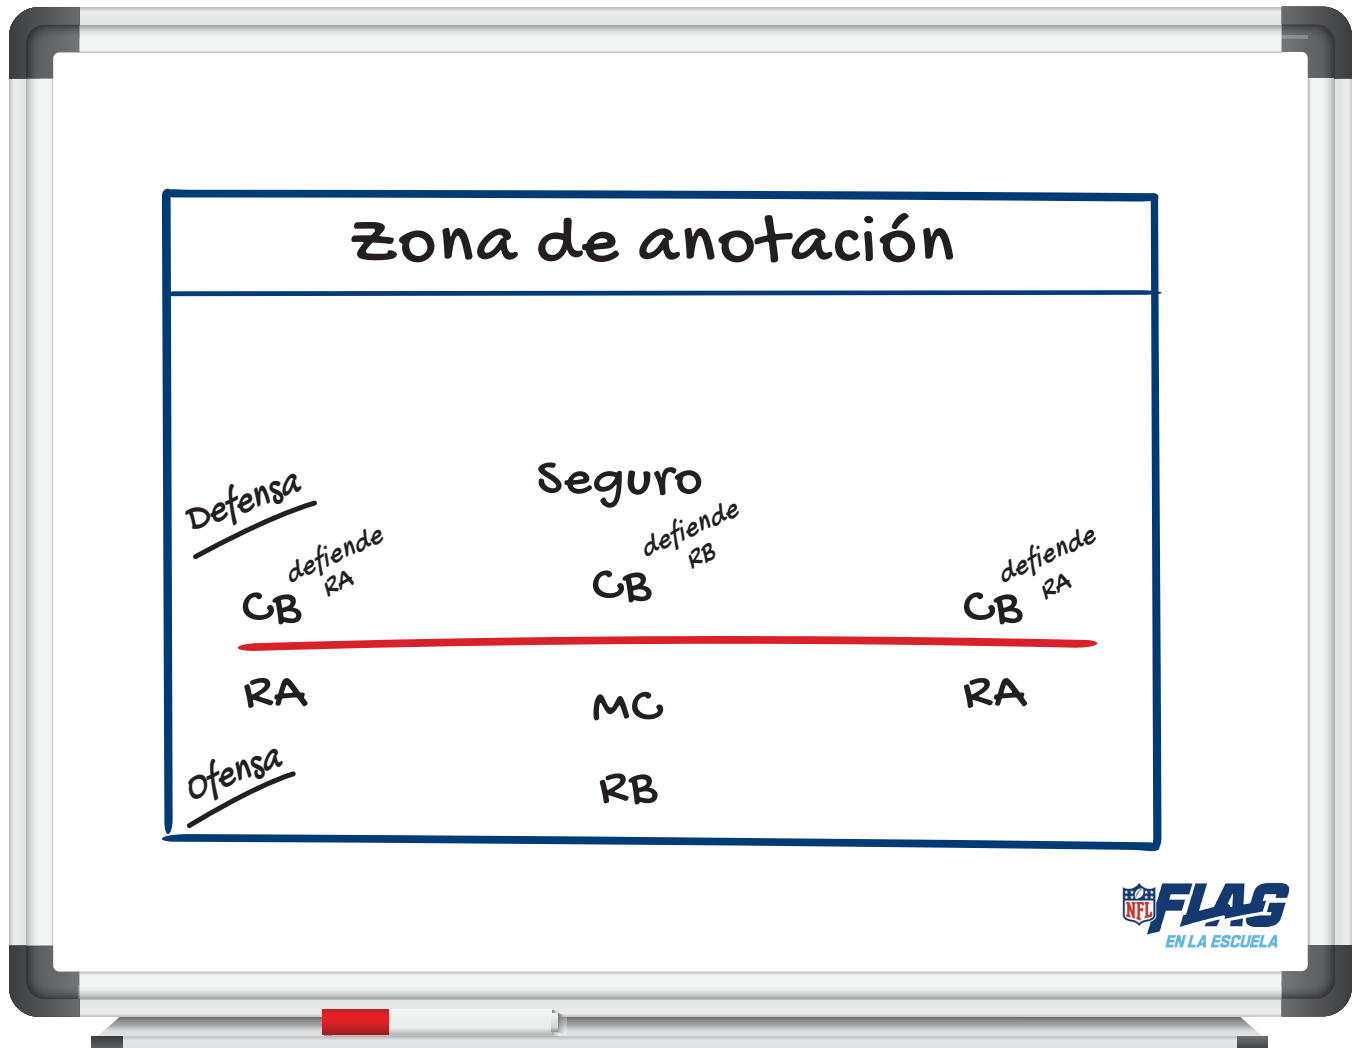 Zona de anotación
Seguro
Defensa
defiende
RB
defiende
RA
defiende
RA
CB
CB
CB
RA
MC
RA
Ofensa
RB
NFL
FLAG
EN LA ESCUELA